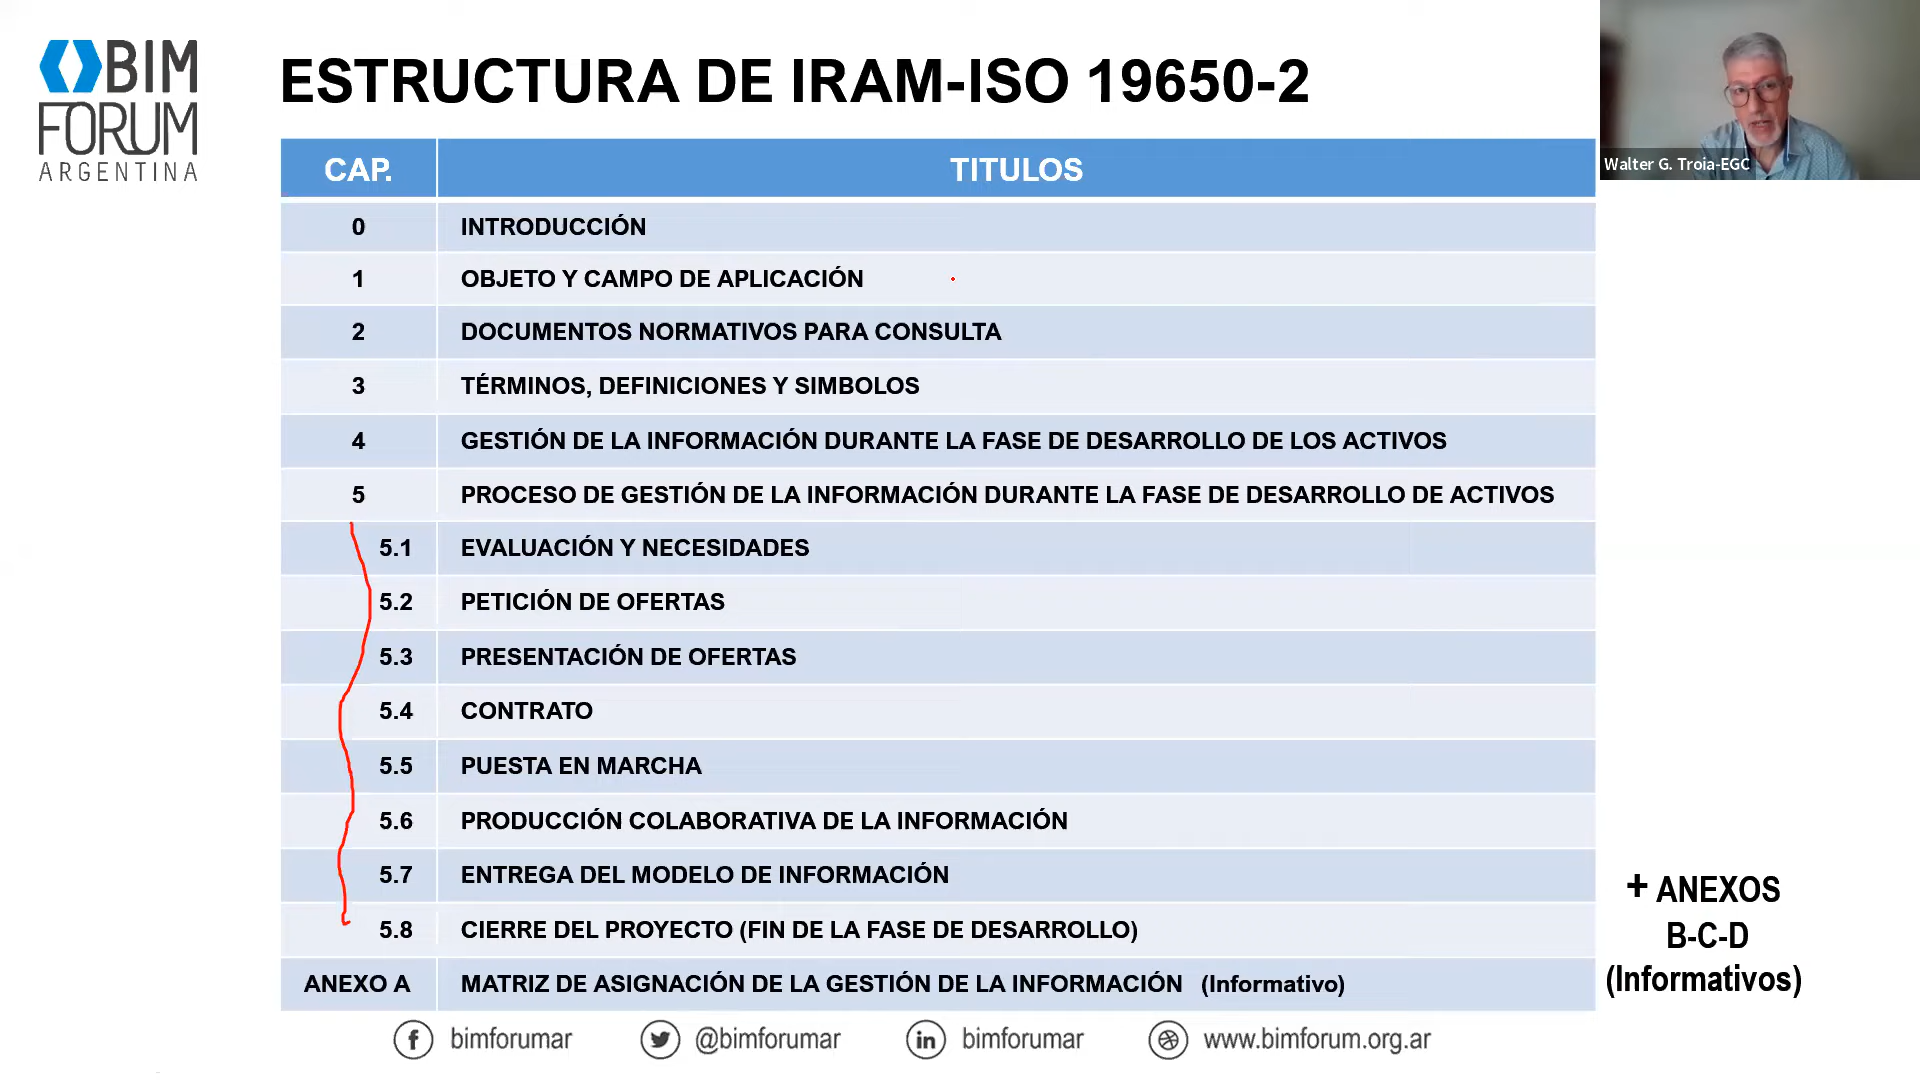 BIM
FORUM
ARGENTINA
ESTRUCTURA DE IRAM-ISO 19650-2
Walter G. Troia-EGC
CAP. TITULOS
0 INTRODUCCIÓN
1 OBJETO Y CAMPO DE APLICACIÓN
2 DOCUMENTOS NORMATIVOS PARA CONSULTA
3 TÉRMINOS, DEFINICIONES Y SIMBOLOS
4 GESTIÓN DE LA INFORMACIÓN DURANTE LA FASE DE DESARROLLO DE LOS ACTIVOS
5 PROCESO DE GESTIÓN DE LA INFORMACIÓN DURANTE LA FASE DE DESARROLLO DE ACTIVOS
5.1 EVALUACIÓN Y NECESIDADES
5.2 PETICIÓN DE OFERTAS
5.3 PRESENTACIÓN DE OFERTAS
5.4 CONTRATO
5.5 PUESTA EN MARCHA
5.6 PRODUCCIÓN COLABORATIVA DE LA INFORMACIÓN
5.7 ENTREGA DEL MODELO DE INFORMACIÓN
5.8 CIERRE DEL PROYECTO (FIN DE LA FASE DE DESARROLLO)
ANEXO A MATRIZ DE ASIGNACIÓN DE LA GESTIÓN DE LA INFORMACIÓN (Informativo)
+ ANEXOS
B-C-D
(Informativos)
bimforumar @bimforumar bimforumar www.bimforum.org.ar